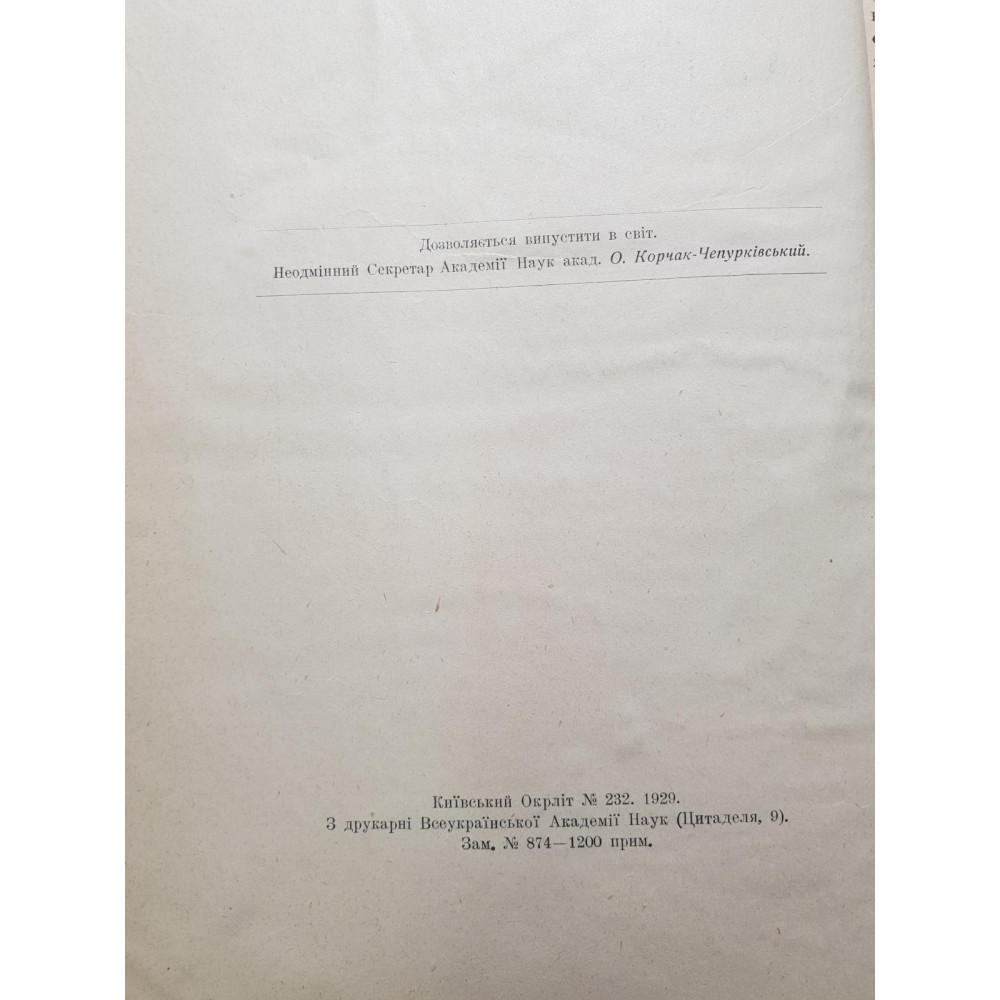 Дозволяється випустити в світ.
Неодмінний Секретар Академії Наук акад. О. Корчак-Чепурківський.
Київський Окрліт № 232. 1929.
З друкарні Всеукраїнської Академії Наук (Цитаделя, 9).
Зам. № 874—1200 прим.